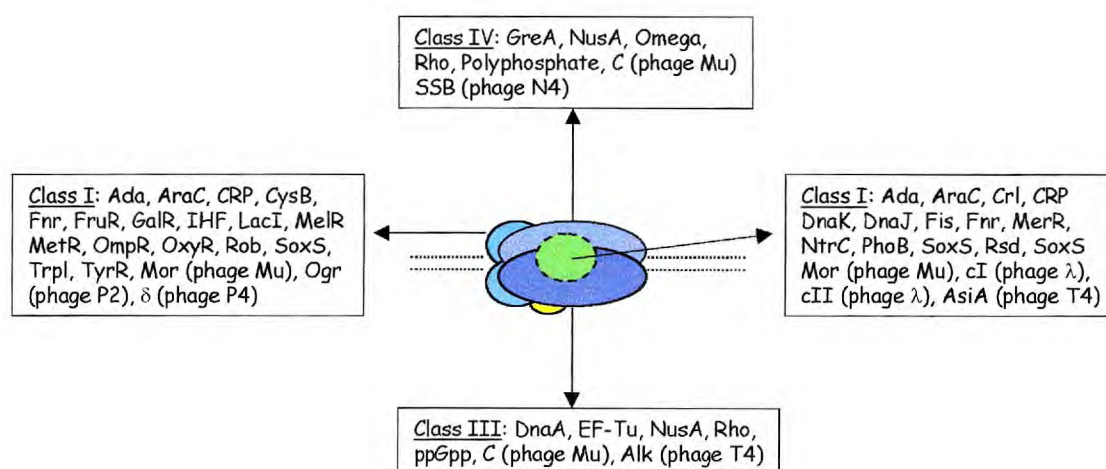 Class IV: GreA, NusA, Omega,
Rho, Polyphosphate, C (phage Mu)
SSB (phage N4)
Class I: Ada, AraC, CRP, CysB,
Fnr, FruR, GalR, IHF, LacI, MelR
MetR, OmpR, OxyR, Rob, SoxS,
TrpI, TyrR, Mor (phage Mu), Ogr
(phage P2), δ (phage P4)
Class I: Ada, AraC, Crl, CRP
DnaK, DnaJ, Fis, Fnr, MerR,
NtrC, PhoB, SoxS, Rsd, SoxS
Mor (phage Mu), cI (phage λ),
cII (phage λ), AsiA (phage T4)
Class III: DnaA, EF-Tu, NusA, Rho,
ppGpp, C (phage Mu), Alk (phage T4)